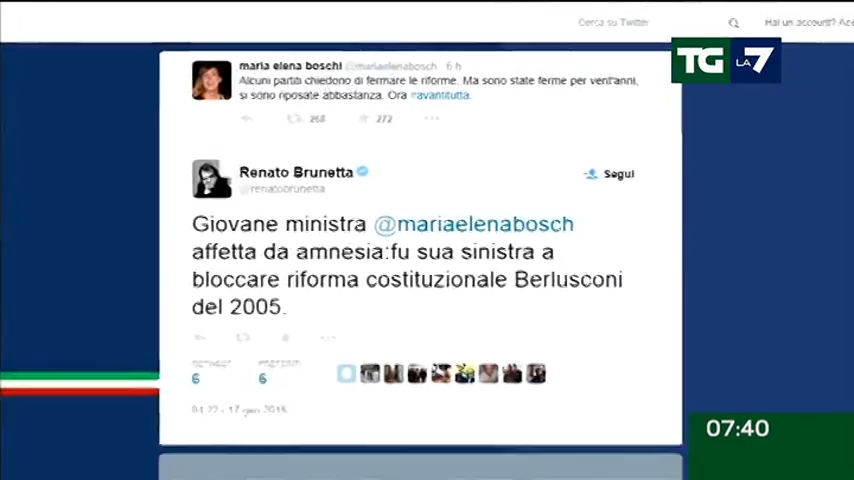 Cerca su Twitter
Hai un account?
TG LA 7
maria elena boschi @mariaelenabosch 6 h
Alcuni partiti chiedono di fermare le riforme. Ma sono state ferme per vent'anni,
si sono riposate abbastanza. Ora #avantitutta.
268 272
Renato Brunetta
@renatobrunetta
Segui
Giovane ministra @mariaelenabosch
affetta da amnesia:fu sua sinistra a
bloccare riforma costituzionale Berlusconi
del 2005.
6 6
07:40